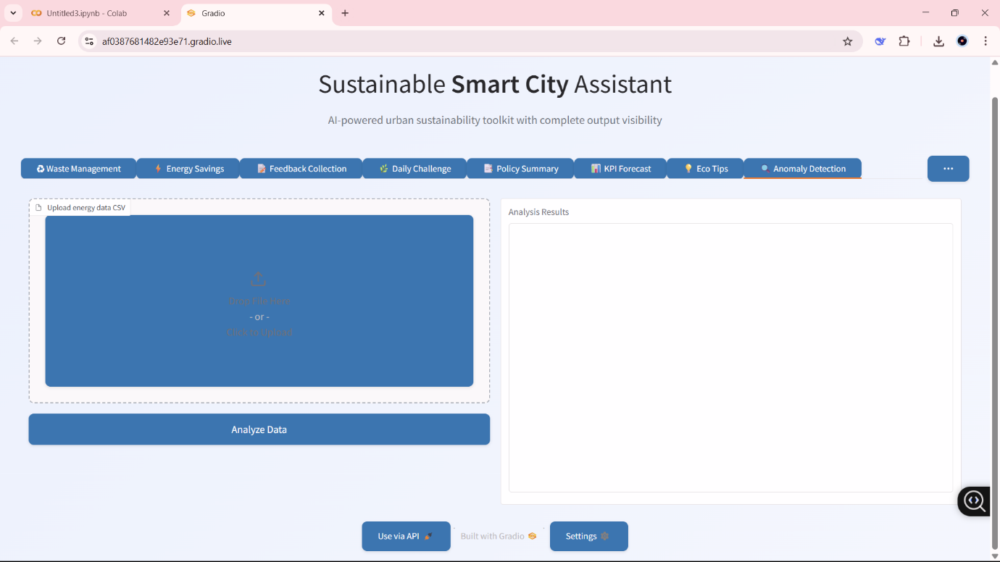 Untitled3.ipynb - Colab
Gradio
af0387681482e93e71.gradio.live
Sustainable Smart City Assistant
AI-powered urban sustainability toolkit with complete output visibility
♻ Waste Management
⚡ Energy Savings
📝 Feedback Collection
🌿 Daily Challenge
📝 Policy Summary
📊 KPI Forecast
💡 Eco Tips
🔍 Anomaly Detection
...
Upload energy data CSV
Drop File Here
- or -
Click to Upload
Analyze Data
Analysis Results
Use via API 🚀
·
Built with Gradio
·
Settings ⚙